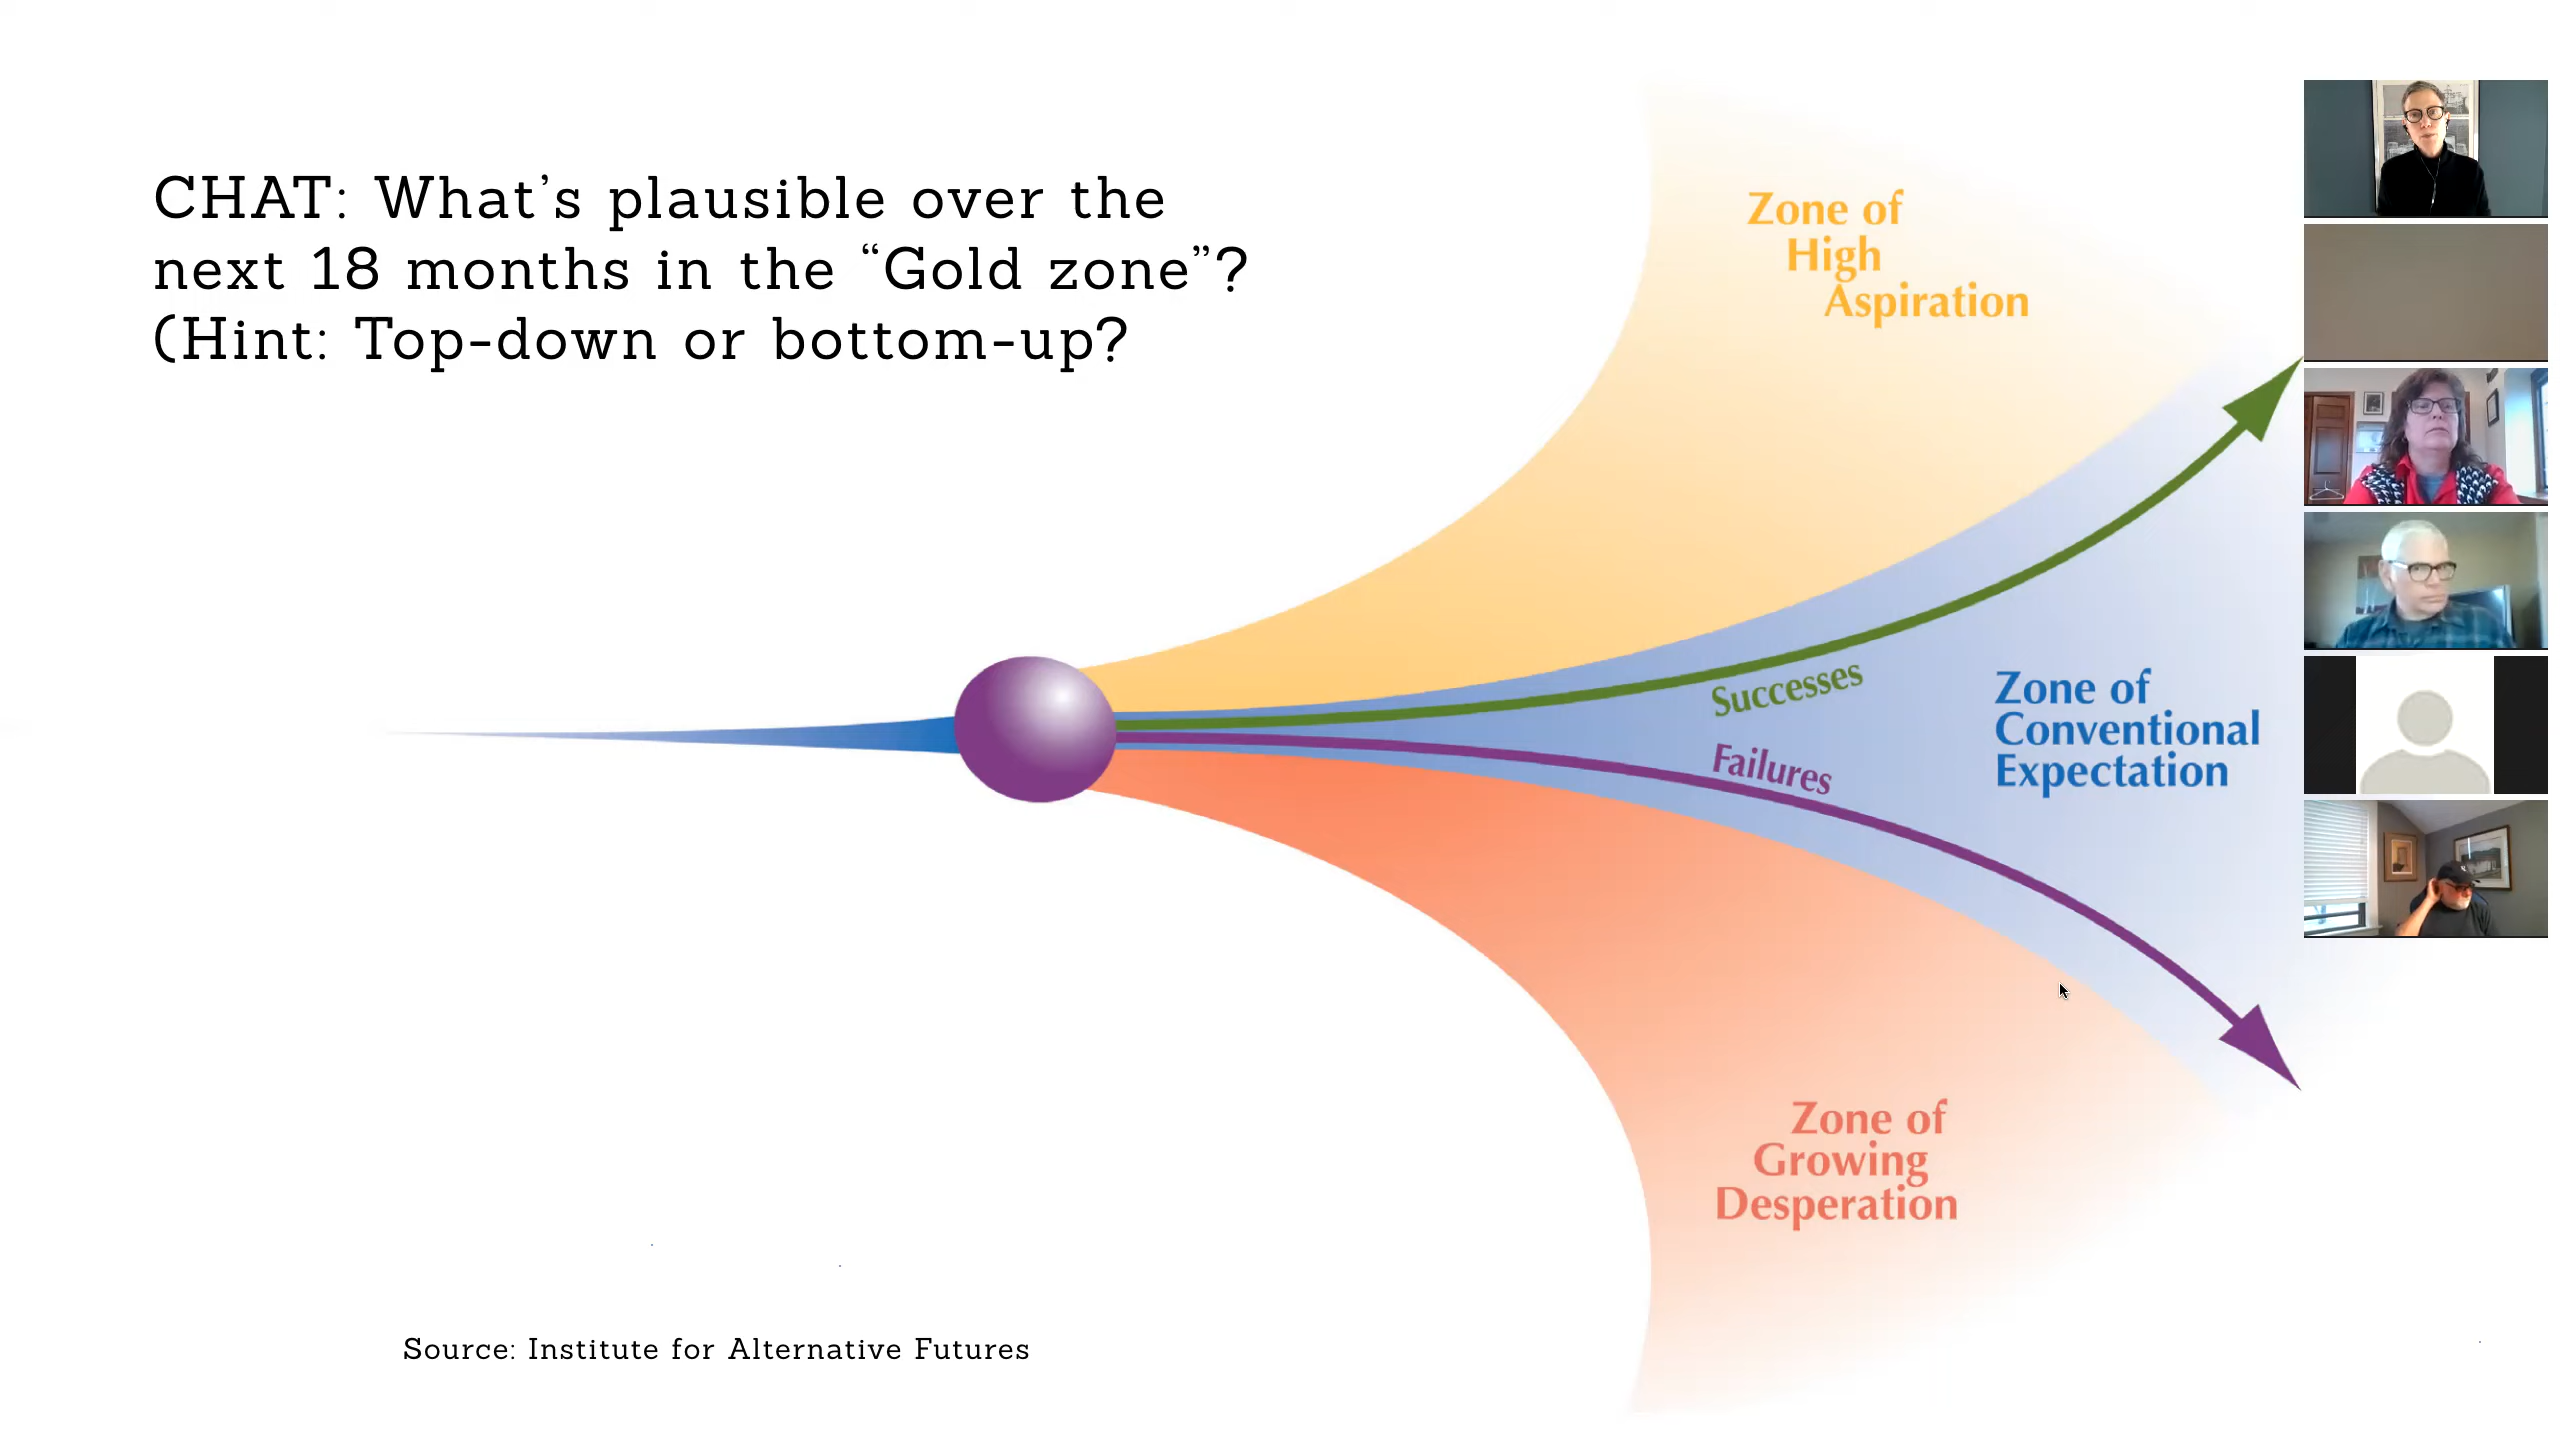 CHAT: What’s plausible over the
next 18 months in the “Gold zone”?
(Hint: Top-down or bottom-up?
Zone of
High
Aspiration
Successes
Failures
Zone of
Conventional
Expectation
Zone of
Growing
Desperation
Source: Institute for Alternative Futures